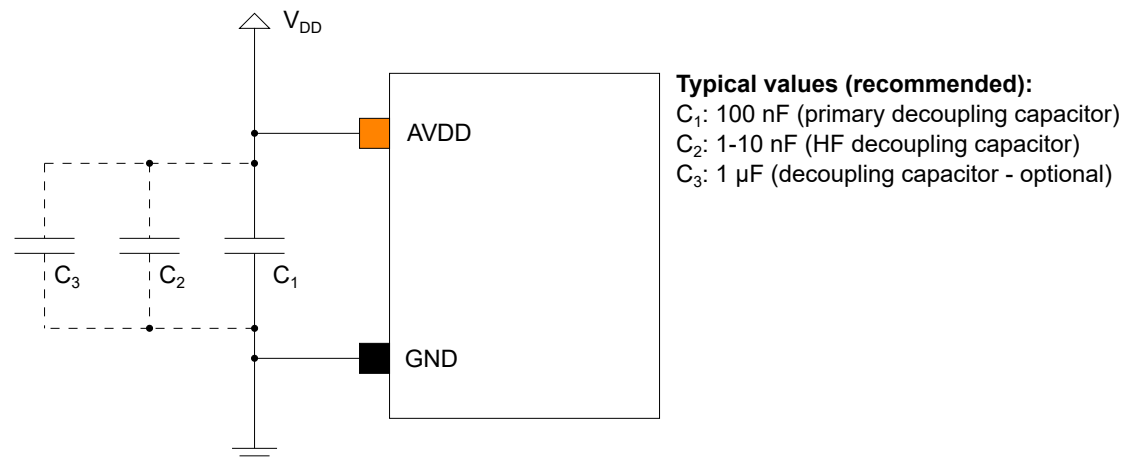 V_DD
AVDD
Typical values (recommended):
C₁: 100 nF (primary decoupling capacitor)
C₂: 1-10 nF (HF decoupling capacitor)
C₃: 1 µF (decoupling capacitor - optional)
C₃ C₂ C₁
GND